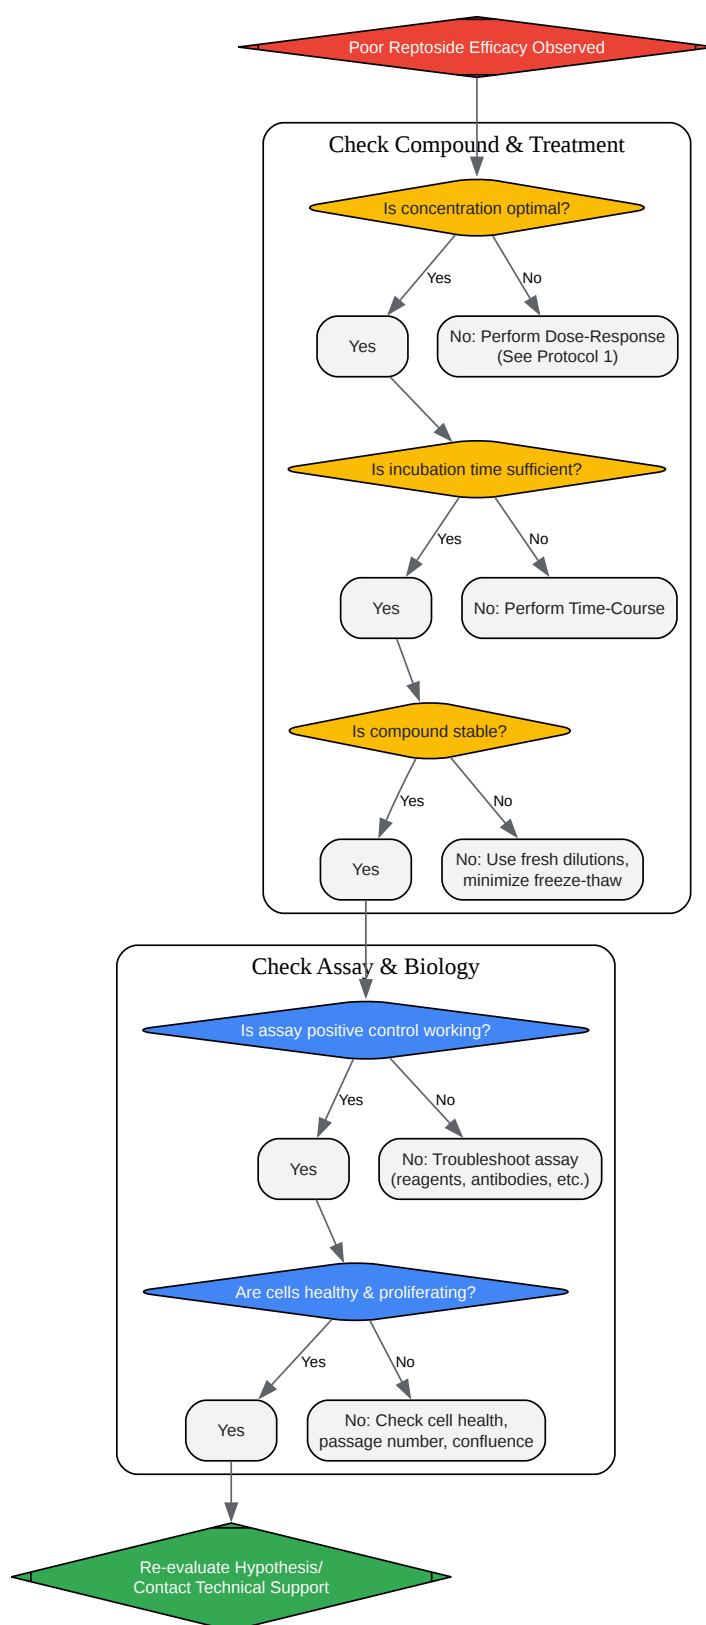 Poor Reptoside Efficacy Observed
Check Compound & Treatment
Is concentration optimal?
Yes
No
Yes
No: Perform Dose-Response
(See Protocol 1)
Is incubation time sufficient?
Yes
No
Yes
No: Perform Time-Course
Is compound stable?
Yes
No
Yes
No: Use fresh dilutions,
minimize freeze-thaw
Check Assay & Biology
Is assay positive control working?
Yes
No
Yes
No: Troubleshoot assay
(reagents, antibodies, etc.)
Are cells healthy & proliferating?
Yes
No
Yes
No: Check cell health,
passage number, confluence
Re-evaluate Hypothesis/
Contact Technical Support